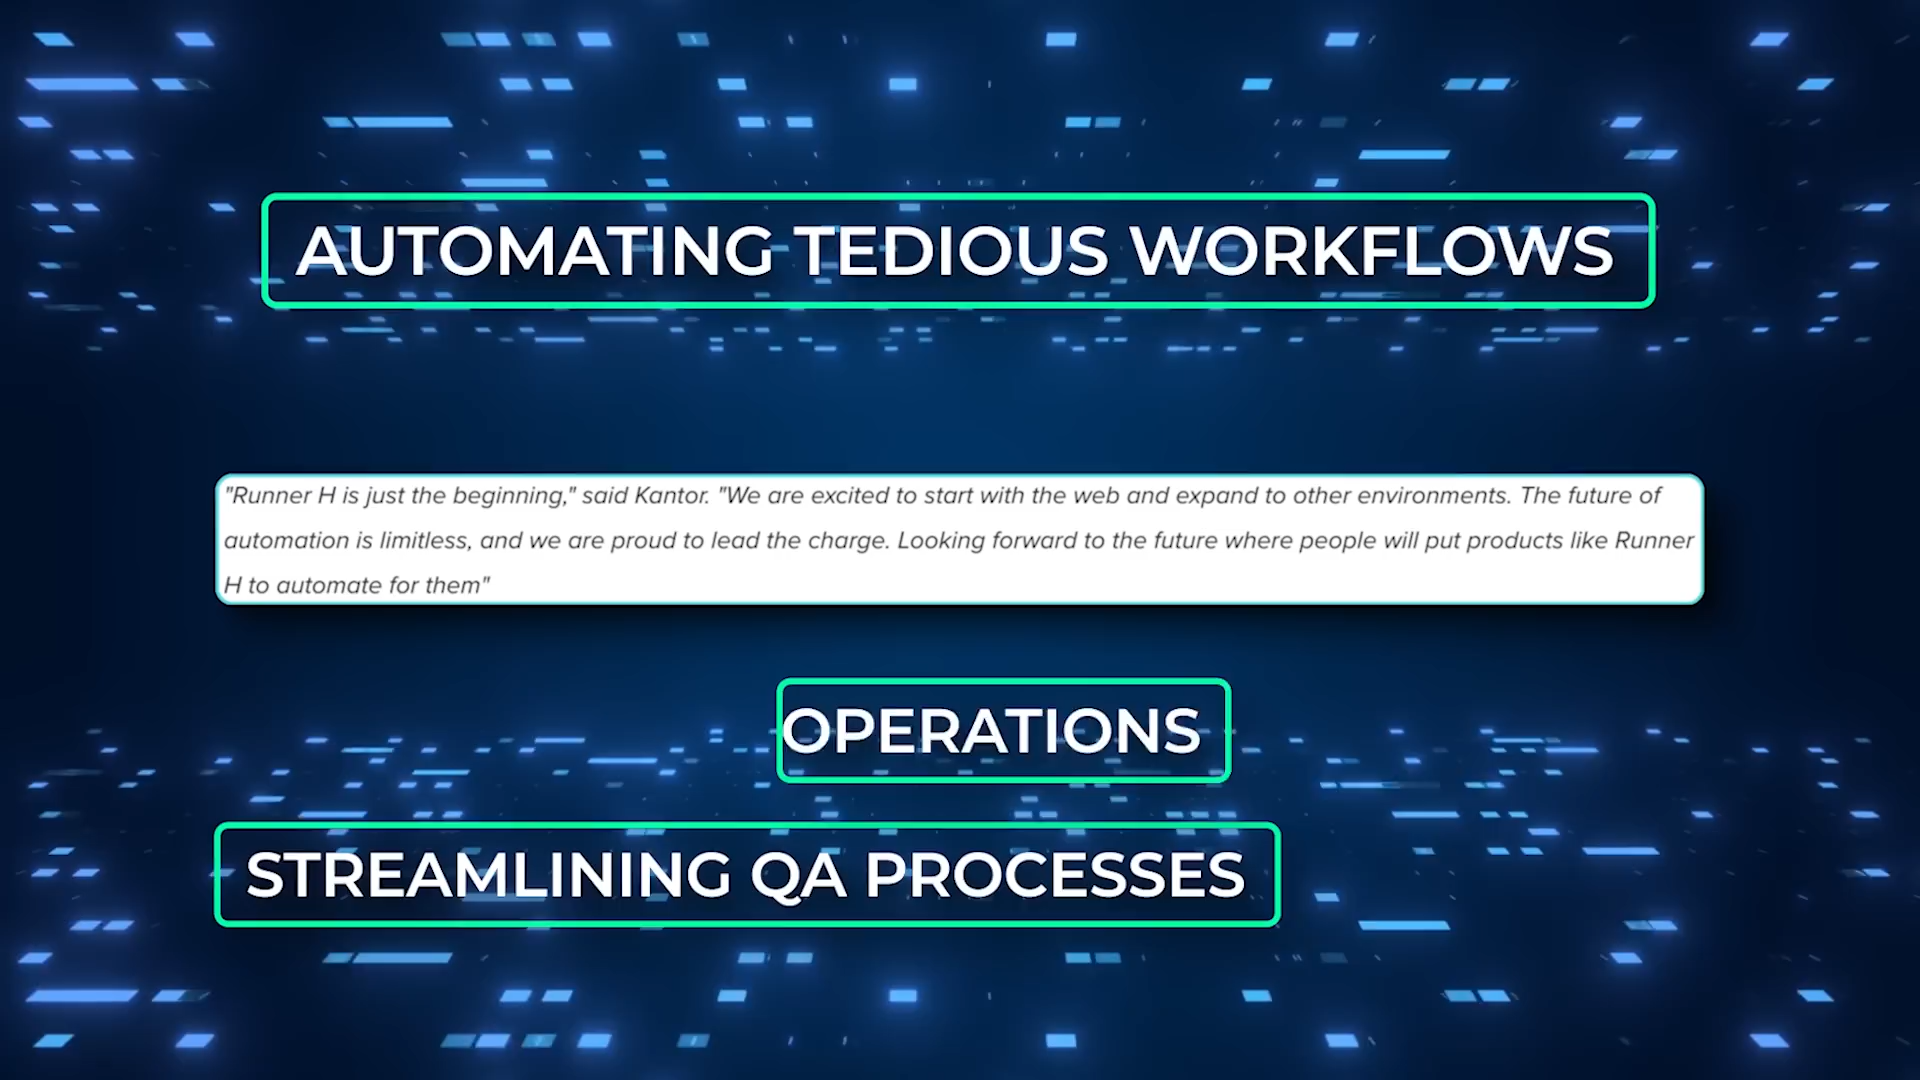 AUTOMATING TEDIOUS WORKFLOWS
"Runner H is just the beginning," said Kantor. "We are excited to start with the web and expand to other environments. The future of
automation is limitless, and we are proud to lead the charge. Looking forward to the future where people will put products like Runner
H to automate for them"
OPERATIONS
STREAMLINING QA PROCESSES